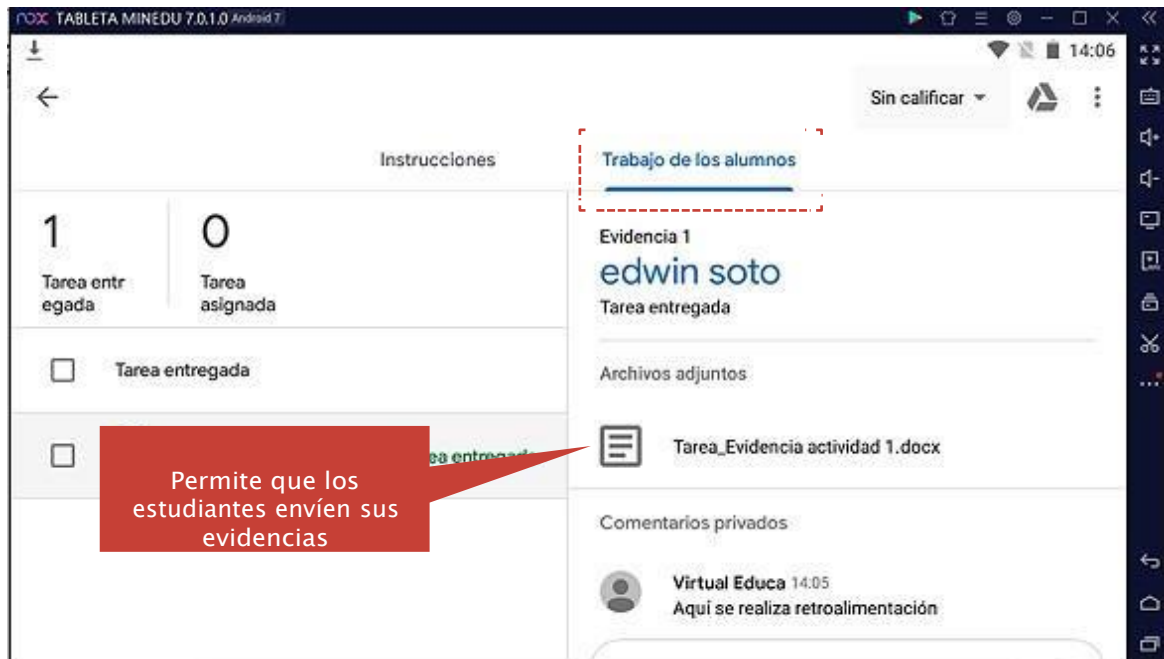 nox TABLETA MINEDU 7.0.1.0 Android 7
14:06
Sin calificar
Instrucciones
Trabajo de los alumnos
1
0
Tarea entr
egada
Tarea
asignada
Tarea entregada
entregada
Permite que los
estudiantes envíen sus
evidencias
Evidencia 1
edwin soto
Tarea entregada
Archivos adjuntos
Tarea_Evidencia actividad 1.docx
Comentarios privados
Virtual Educa 14:05
Aquí se realiza retroalimentación